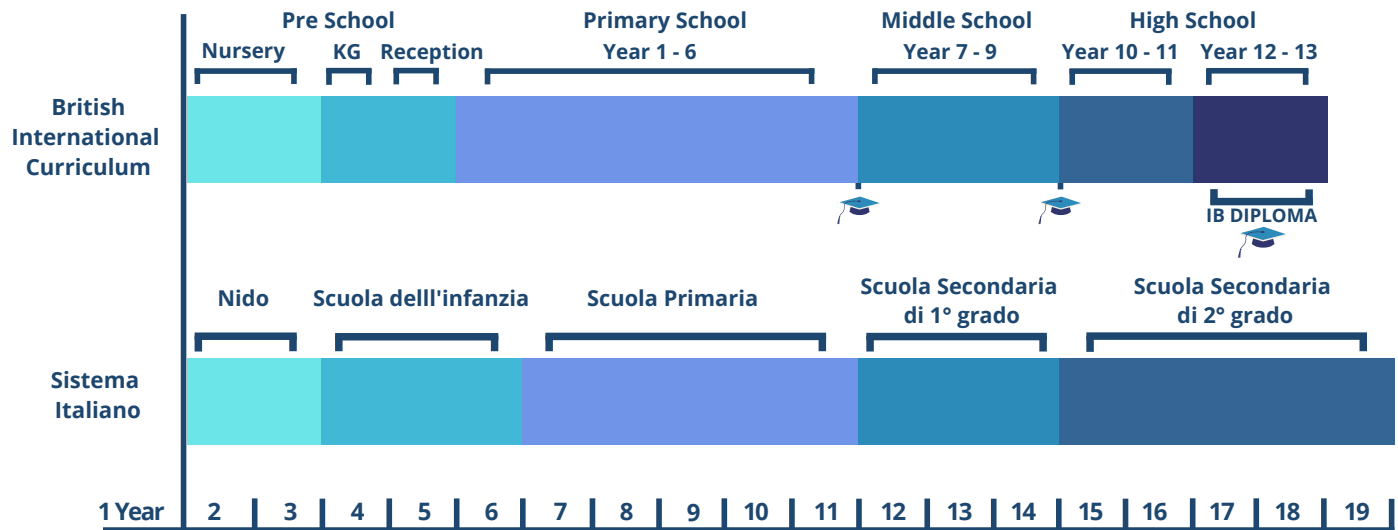 Pre School
Primary School
Middle School
High School
Nursery
KG
Reception
Year 1 - 6
Year 7 - 9
Year 10 - 11
Year 12 - 13
British
International
Curriculum
IB DIPLOMA
Nido
Scuola delll'infanzia
Scuola Primaria
Scuola Secondaria
di 1° grado
Scuola Secondaria
di 2° grado
Sistema
Italiano
1 Year 2 3 4 5 6 7 8 9 10 11 12 13 14 15 16 17 18 19